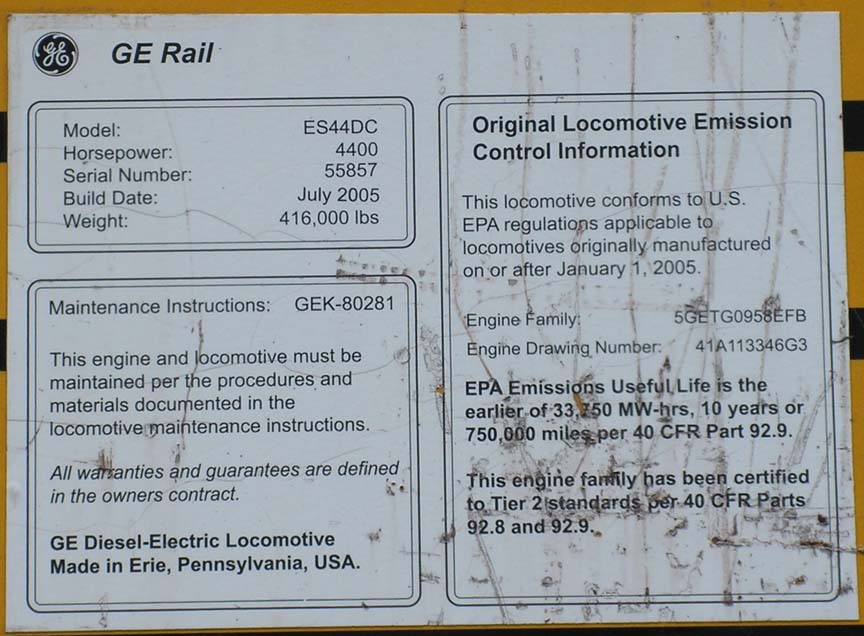 GE Rail
Model: ES44DC
Horsepower: 4400
Serial Number: 55857
Build Date: July 2005
Weight: 416,000 lbs
Maintenance Instructions: GEK-80281
This engine and locomotive must be
maintained per the procedures and
materials documented in the
locomotive maintenance instructions.
All warranties and guarantees are defined
in the owners contract.
GE Diesel-Electric Locomotive
Made in Erie, Pennsylvania, USA.
Original Locomotive Emission
Control Information
This locomotive conforms to U.S.
EPA regulations applicable to
locomotives originally manufactured
on or after January 1, 2005.
Engine Family: 5GETG0958EFB
Engine Drawing Number: 41A113346G3
EPA Emissions Useful Life is the
earlier of 33,750 MW-hrs, 10 years or
750,000 miles per 40 CFR Part 92.9.
This engine family has been certified
to Tier 2 standards per 40 CFR Parts
92.8 and 92.9.